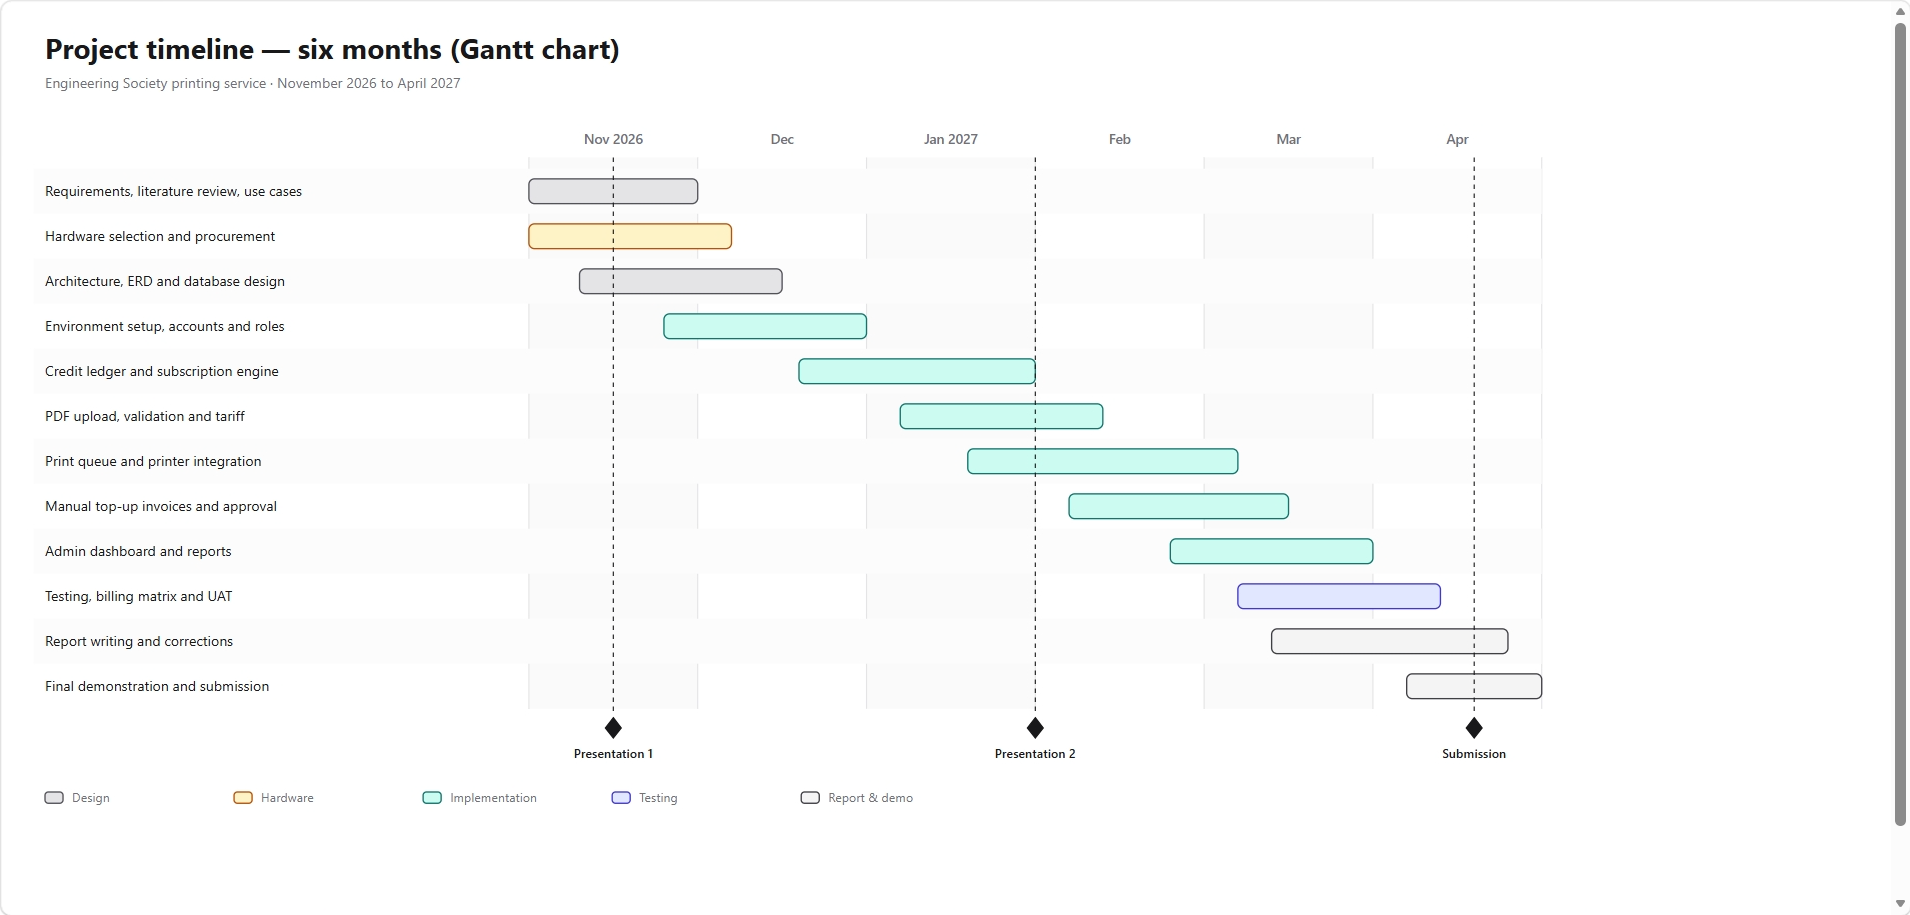 Project timeline — six months (Gantt chart)
Engineering Society printing service · November 2026 to April 2027
Nov 2026 Dec Jan 2027 Feb Mar Apr
Requirements, literature review, use cases
Hardware selection and procurement
Architecture, ERD and database design
Environment setup, accounts and roles
Credit ledger and subscription engine
PDF upload, validation and tariff
Print queue and printer integration
Manual top-up invoices and approval
Admin dashboard and reports
Testing, billing matrix and UAT
Report writing and corrections
Final demonstration and submission
Presentation 1 Presentation 2 Submission
Design Hardware Implementation Testing Report & demo